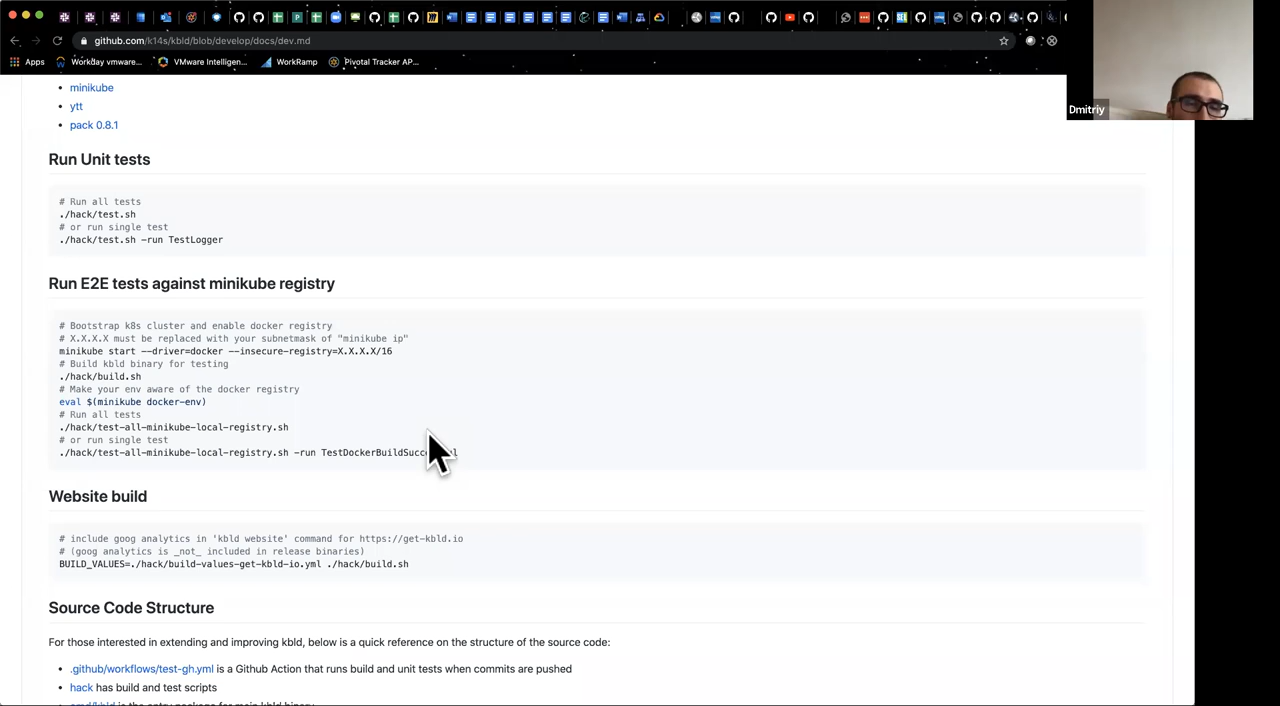 github.com/k14s/kbld/blob/develop/docs/dev.md
Apps
Workday vmware...
VMware Intelligen...
WorkRamp
Pivotal Tracker AP...
Dmitriy
minikube
ytt
pack 0.8.1
Run Unit tests
# Run all tests
./hack/test.sh
# or run single test
./hack/test.sh -run TestLogger
Run E2E tests against minikube registry
# Bootstrap k8s cluster and enable docker registry
# X.X.X.X must be replaced with your subnetmask of "minikube ip"
minikube start --driver=docker --insecure-registry=X.X.X.X/16
# Build kbld binary for testing
./hack/build.sh
# Make your env aware of the docker registry
eval $(minikube docker-env)
# Run all tests
./hack/test-all-minikube-local-registry.sh
# or run single test
./hack/test-all-minikube-local-registry.sh -run
Website build
# include goog analytics in 'kbld website' command for https://get-kbld.io
# (goog analytics is _not_ included in release binaries)
BUILD_VALUES=./hack/build-values-get-kbld-io.yml ./hack/build.sh
Source Code Structure
For those interested in extending and improving kbld, below is a quick reference on the structure of the source code:
.github/workflows/test-gh.yml is a Github Action that runs build and unit tests when commits are pushed
hack has build and test scripts